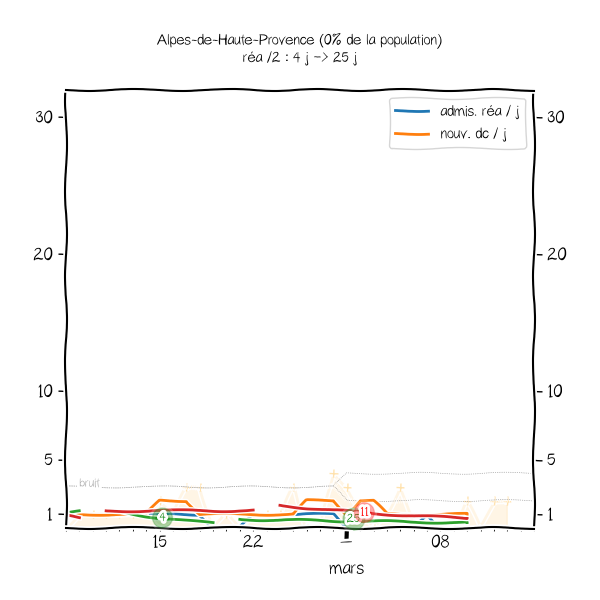 Alpes-de-Haute-Provence (0% de la population)
réa /2 : 4 j -> 25 j
admis. réa / j
nouv. dc / j
30
30
20
20
10
10
5
5
bruit
1
1
4
25
11
15
22
1
08
mars